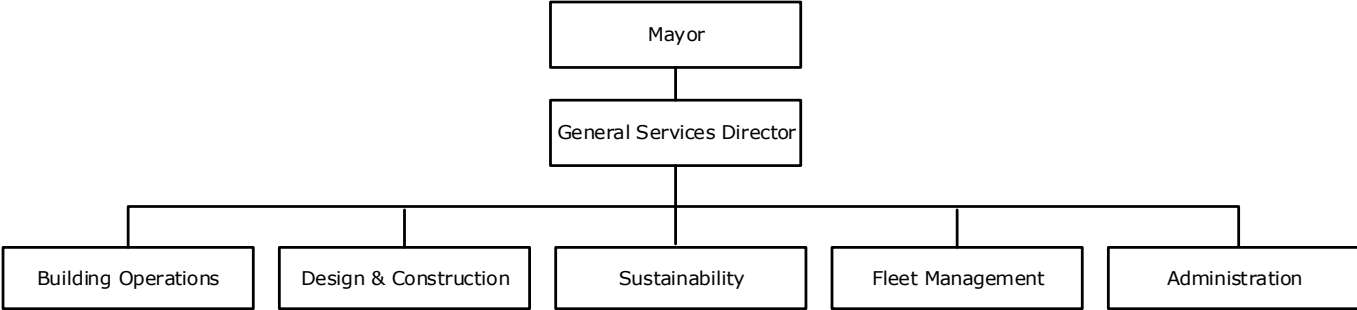 Mayor
General Services Director
Building Operations
Design & Construction
Sustainability
Fleet Management
Administration